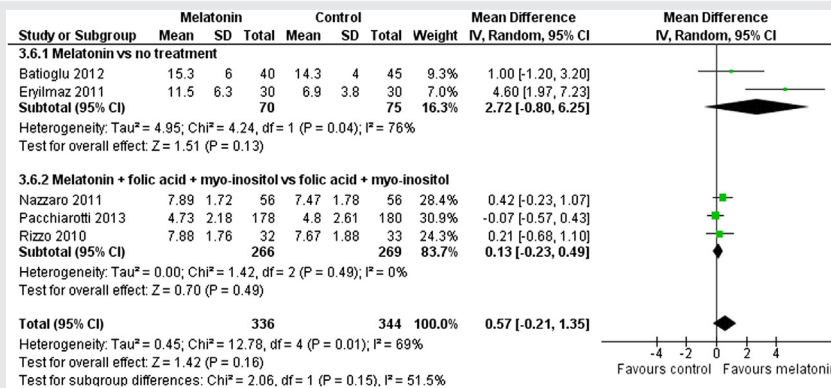 Melatonin Control Mean Difference Mean Difference
Study or Subgroup Mean SD Total Mean SD Total Weight IV, Random, 95% CI IV, Random, 95% CI
3.6.1 Melatonin vs no treatment
Batioglu 2012 15.3 6 40 14.3 4 45 9.3% 1.00 [-1.20, 3.20]
Eryilmaz 2011 11.5 6.3 30 6.9 3.8 30 7.0% 4.60 [1.97, 7.23]
Subtotal (95% CI) 70 75 16.3% 2.72 [-0.80, 6.25]
Heterogeneity: Tau² = 4.95; Chi² = 4.24, df = 1 (P = 0.04); I² = 76%
Test for overall effect: Z = 1.51 (P = 0.13)
3.6.2 Melatonin + folic acid + myo-inositol vs folic acid + myo-inositol
Nazzaro 2011 7.89 1.72 56 7.47 1.78 56 28.4% 0.42 [-0.23, 1.07]
Pacchiarotti 2013 4.73 2.18 178 4.8 2.61 180 30.9% -0.07 [-0.57, 0.43]
Rizzo 2010 7.88 1.76 32 7.67 1.88 33 24.3% 0.21 [-0.68, 1.10]
Subtotal (95% CI) 266 269 83.7% 0.13 [-0.23, 0.49]
Heterogeneity: Tau² = 0.00; Chi² = 1.42, df = 2 (P = 0.49); I² = 0%
Test for overall effect: Z = 0.70 (P = 0.49)
Total (95% CI) 336 344 100.0% 0.57 [-0.21, 1.35]
Heterogeneity: Tau² = 0.45; Chi² = 12.78, df = 4 (P = 0.01); I² = 69%
Test for overall effect: Z = 1.42 (P = 0.16)
Test for subgroup differences: Chi² = 2.06, df = 1 (P = 0.15), I² = 51.5%
-4 -2 0 2 4
Favours control Favours melatonin